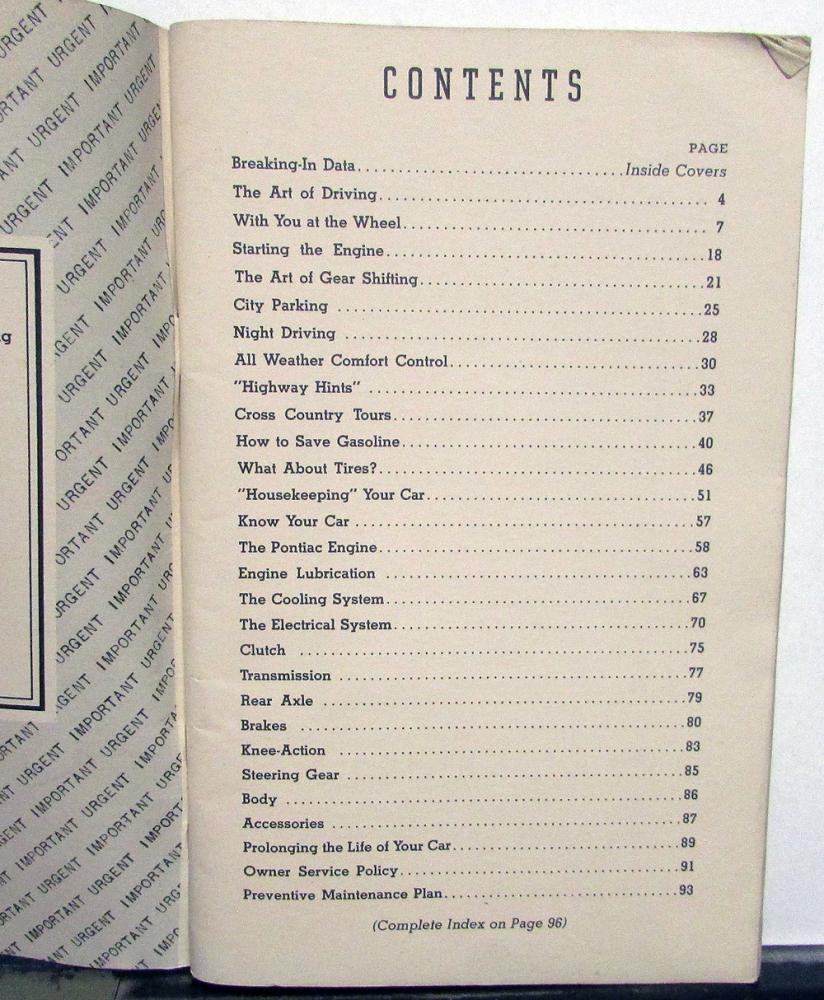 CONTENTS
PAGE
Breaking-In Data..............................Inside Covers
The Art of Driving........................................ 4
With You at the Wheel..................................... 7
Starting the Engine.......................................18
The Art of Gear Shifting..................................21
City Parking .............................................25
Night Driving ............................................28
All Weather Comfort Control...............................30
"Highway Hints" ..........................................33
Cross Country Tours.......................................37
How to Save Gasoline......................................40
What About Tires?.........................................46
"Housekeeping" Your Car...................................51
Know Your Car ............................................57
The Pontiac Engine........................................58
Engine Lubrication .......................................63
The Cooling System........................................67
The Electrical System.....................................70
Clutch ...................................................75
Transmission .............................................77
Rear Axle ................................................79
Brakes ...................................................80
Knee-Action ..............................................83
Steering Gear ............................................85
Body .....................................................86
Accessories ..............................................87
Prolonging the Life of Your Car...........................89
Owner Service Policy......................................91
Preventive Maintenance Plan...............................93
(Complete Index on Page 96)